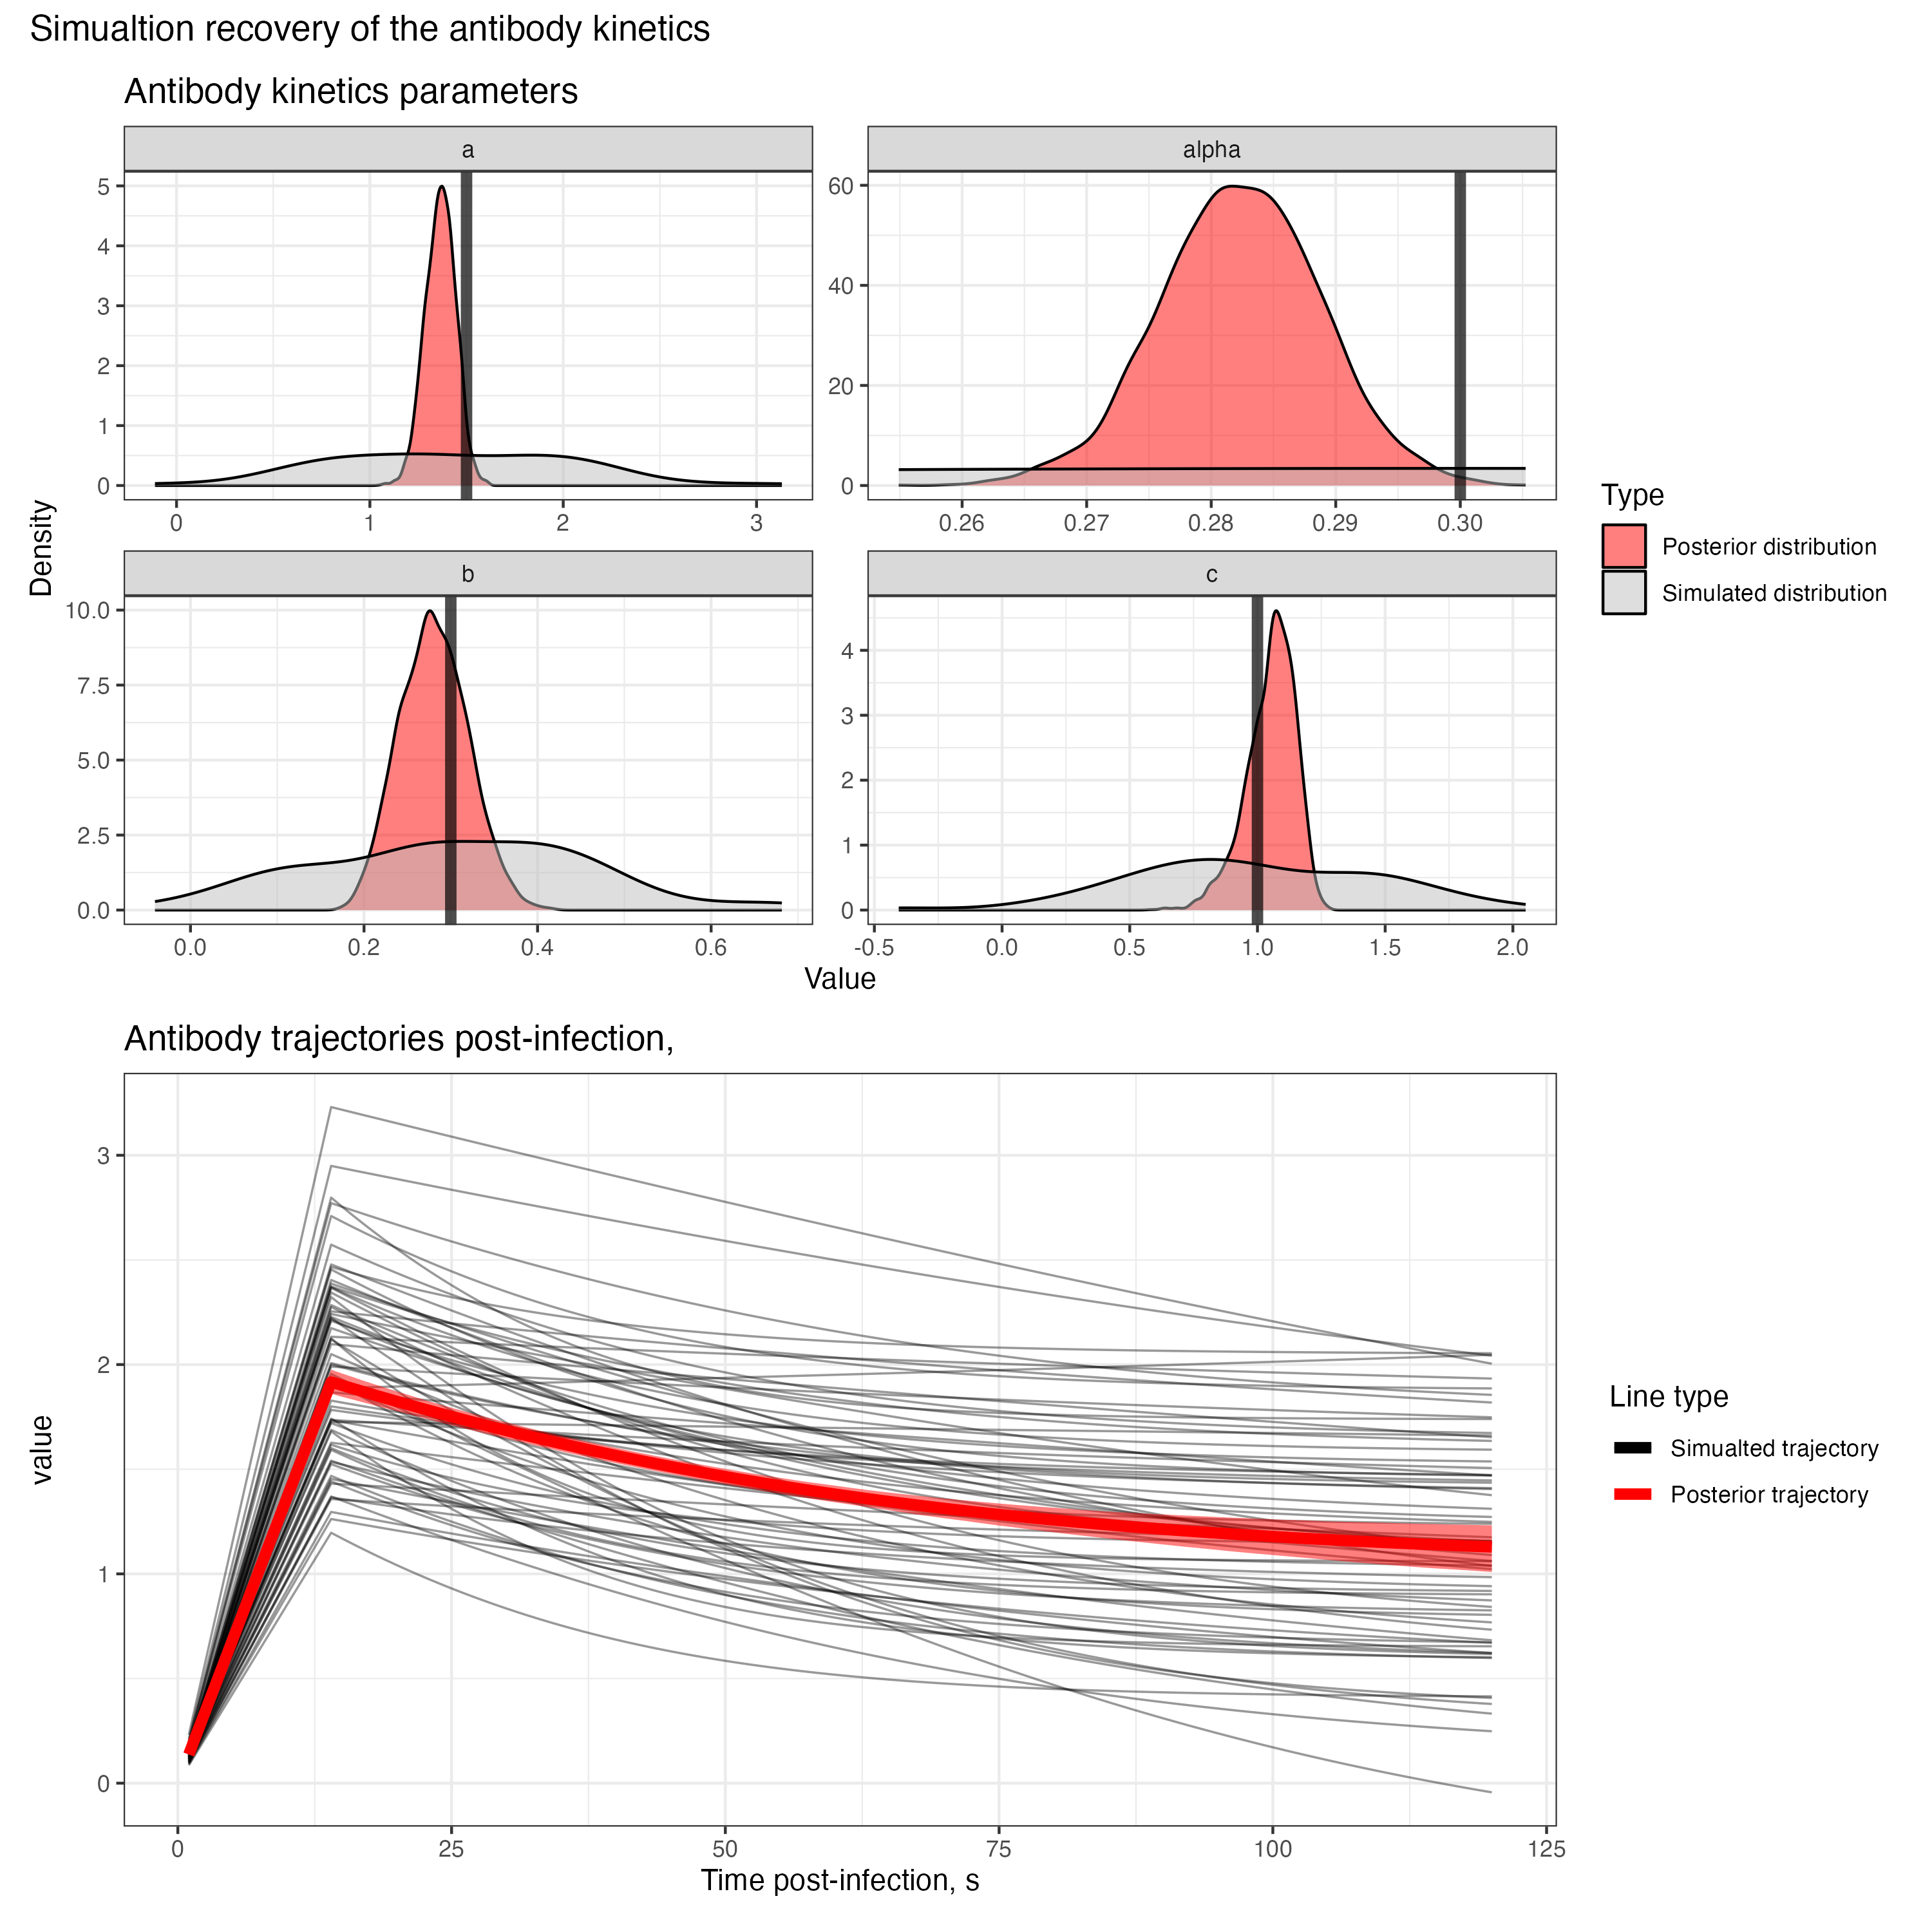 Simualtion recovery of the antibody kinetics
Antibody kinetics parameters
a
alpha
5
4
3
2
1
0
0 1 2 3
60
40
20
0
0.26 0.27 0.28 0.29 0.30
b
c
10.0
7.5
5.0
2.5
0.0
0.0 0.2 0.4 0.6
4
3
2
1
0
-0.5 0.0 0.5 1.0 1.5 2.0
Density
Value
Type
Posterior distribution
Simulated distribution
Antibody trajectories post-infection,
3
2
1
0
value
0 25 50 75 100 125
Time post-infection, s
Line type
Simualted trajectory
Posterior trajectory